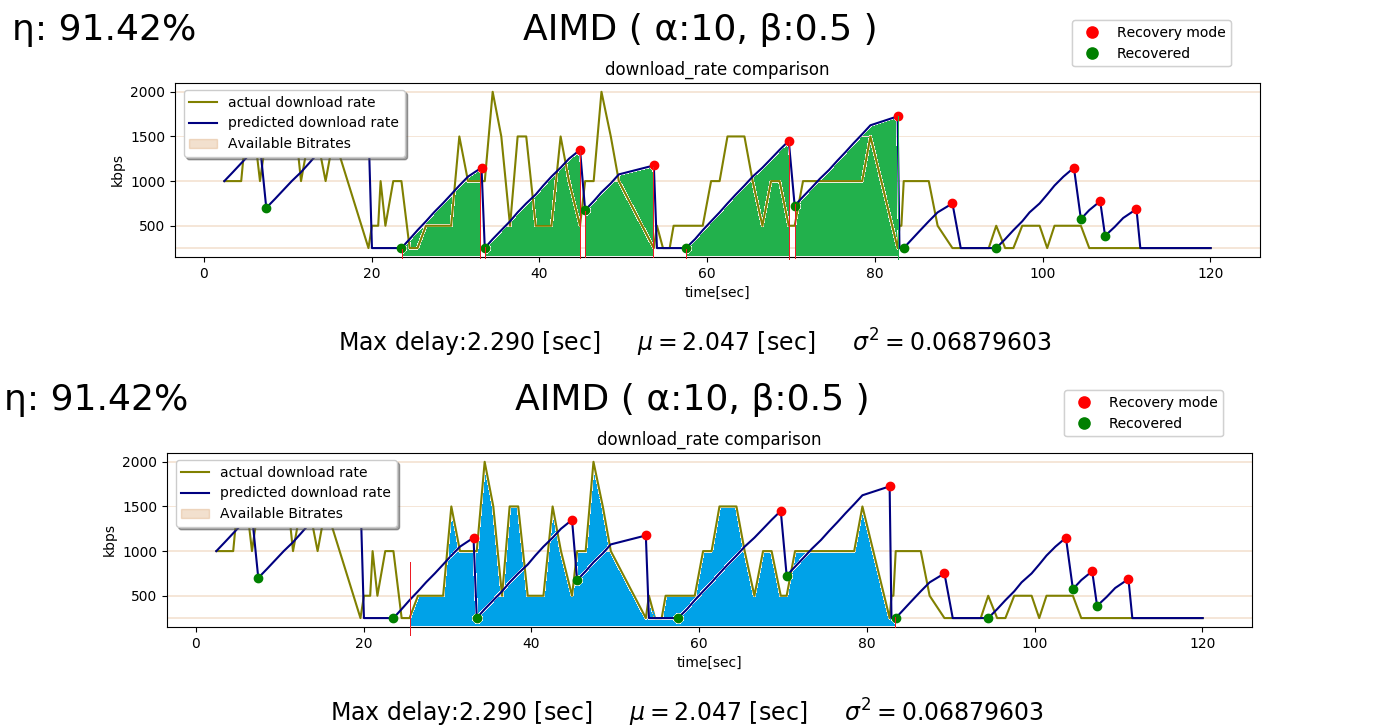 η: 91.42%
AIMD ( α:10, β:0.5 )
Recovery mode
Recovered
download_rate comparison
actual download rate
predicted download rate
Available Bitrates
2000
1500
1000
500
kbps
0 20 40 60 80 100 120
time[sec]
Max delay:2.290 [sec] μ = 2.047 [sec] σ² = 0.06879603
η: 91.42%
AIMD ( α:10, β:0.5 )
Recovery mode
Recovered
download_rate comparison
actual download rate
predicted download rate
Available Bitrates
2000
1500
1000
500
kbps
0 20 40 60 80 100 120
time[sec]
Max delay:2.290 [sec] μ = 2.047 [sec] σ² = 0.06879603